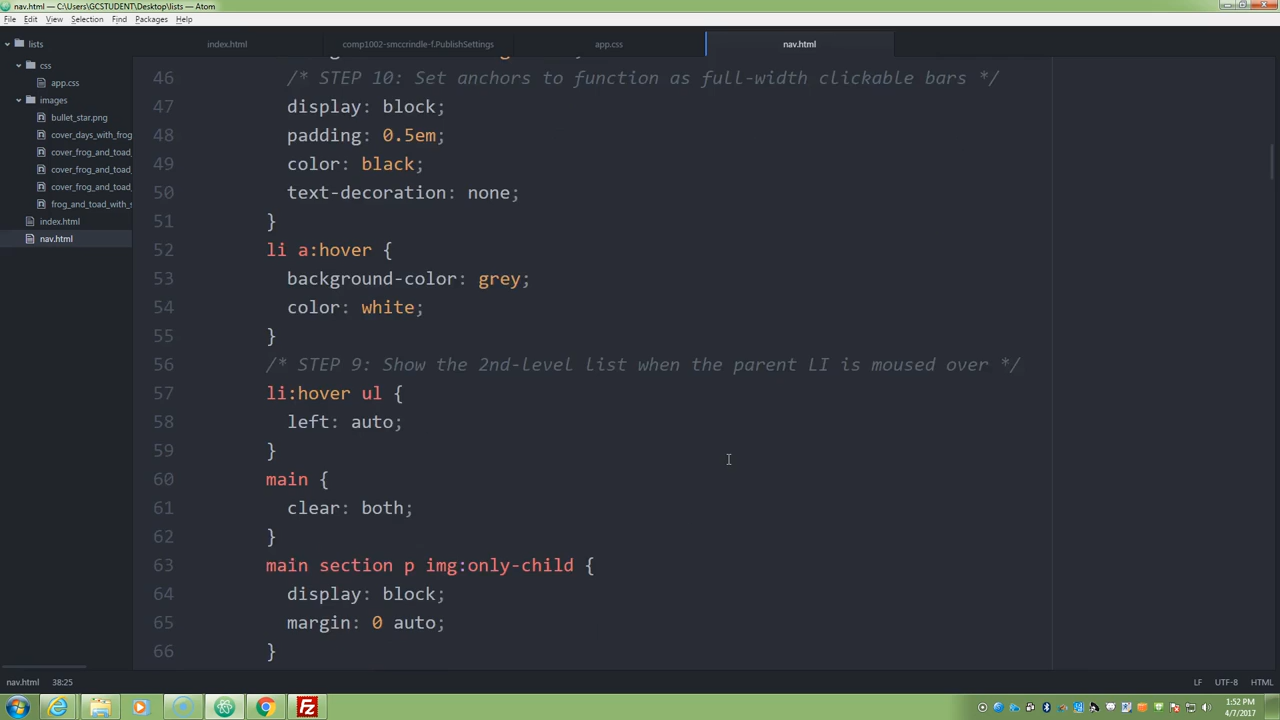 nav.html — C:\Users\GCSTUDENT\Desktop\lists — Atom
File Edit View Selection Find Packages Help
lists
css
app.css
images
bullet_star.png
cover_days_with_frog
cover_frog_and_toad_
cover_frog_and_toad_
cover_frog_and_toad_
frog_and_toad_with_s
index.html
nav.html
index.html comp1002-smccrindle-f.PublishSettings app.css nav.html
46 /* STEP 10: Set anchors to function as full-width clickable bars */
47 display: block;
48 padding: 0.5em;
49 color: black;
50 text-decoration: none;
51 }
52 li a:hover {
53 background-color: grey;
54 color: white;
55 }
56 /* STEP 9: Show the 2nd-level list when the parent LI is moused over */
57 li:hover ul {
58 left: auto;
59 }
60 main {
61 clear: both;
62 }
63 main section p img:only-child {
64 display: block;
65 margin: 0 auto;
66 }
nav.html 38:25 LF UTF-8 HTML
1:52 PM
4/7/2017